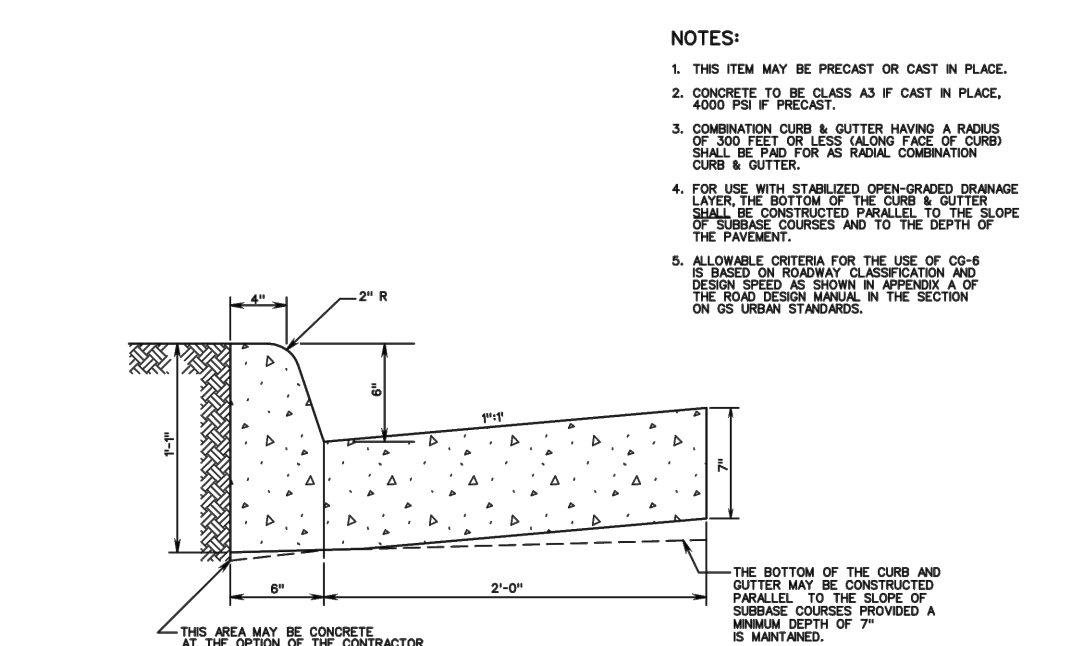 NOTES:
1. THIS ITEM MAY BE PRECAST OR CAST IN PLACE.
2. CONCRETE TO BE CLASS A3 IF CAST IN PLACE,
4000 PSI IF PRECAST.
3. COMBINATION CURB & GUTTER HAVING A RADIUS
OF 300 FEET OR LESS (ALONG FACE OF CURB)
SHALL BE PAID FOR AS RADIAL COMBINATION
CURB & GUTTER.
4. FOR USE WITH STABILIZED OPEN-GRADED DRAINAGE
LAYER, THE BOTTOM OF THE CURB & GUTTER
SHALL BE CONSTRUCTED PARALLEL TO THE SLOPE
OF SUBBASE COURSES AND TO THE DEPTH OF
THE PAVEMENT.
5. ALLOWABLE CRITERIA FOR THE USE OF CG-6
IS BASED ON ROADWAY CLASSIFICATION AND
DESIGN SPEED AS SHOWN IN APPENDIX A OF
THE ROAD DESIGN MANUAL IN THE SECTION
ON GS URBAN STANDARDS.
4"
2" R
6"
1":1'
1'-1"
7"
6"
2'-0"
THE BOTTOM OF THE CURB AND
GUTTER MAY BE CONSTRUCTED
PARALLEL TO THE SLOPE OF
SUBBASE COURSES PROVIDED A
MINIMUM DEPTH OF 7"
IS MAINTAINED.
THIS AREA MAY BE CONCRETE
AT THE OPTION OF THE CONTRACTOR